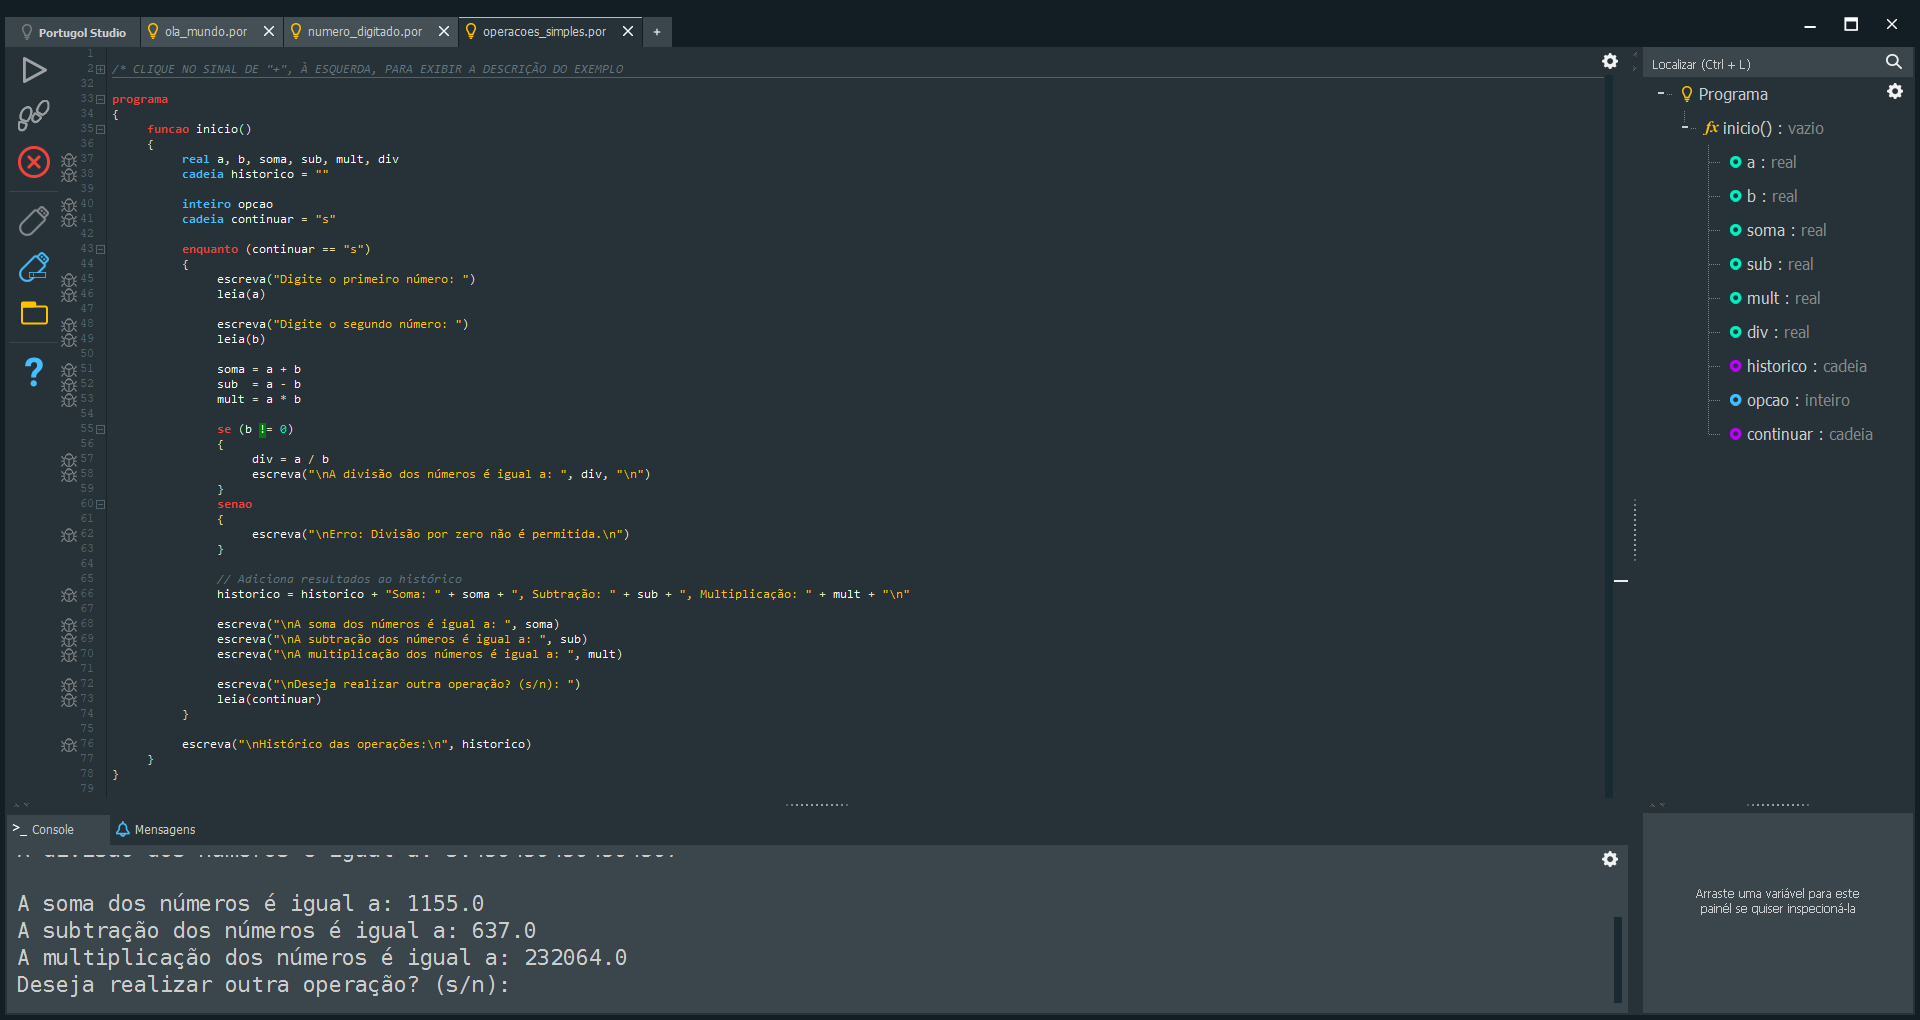 Portugol Studio
ola_mundo.por
numero_digitado.por
operacoes_simples.por
+
1
2 /* CLIQUE NO SINAL DE "+", À ESQUERDA, PARA EXIBIR A DESCRIÇÃO DO EXEMPLO
32
33 programa
34 {
35 funcao inicio()
36 {
37 real a, b, soma, sub, mult, div
38 cadeia historico = ""
39
40 inteiro opcao
41 cadeia continuar = "s"
42
43 enquanto (continuar == "s")
44 {
45 escreva("Digite o primeiro número: ")
46 leia(a)
47
48 escreva("Digite o segundo número: ")
49 leia(b)
50
51 soma = a + b
52 sub  = a - b
53 mult = a * b
54
55 se (b != 0)
56 {
57 div = a / b
58 escreva("\nA divisão dos números é igual a: ", div, "\n")
59 }
60 senao
61 {
62 escreva("\nErro: Divisão por zero não é permitida.\n")
63 }
64
65 // Adiciona resultados ao histórico
66 historico = historico + "Soma: " + soma + ", Subtração: " + sub + ", Multiplicação: " + mult + "\n"
67
68 escreva("\nA soma dos números é igual a: ", soma)
69 escreva("\nA subtração dos números é igual a: ", sub)
70 escreva("\nA multiplicação dos números é igual a: ", mult)
71
72 escreva("\nDeseja realizar outra operação? (s/n): ")
73 leia(continuar)
74 }
75
76 escreva("\nHistórico das operações:\n", historico)
77 }
78 }
79
Localizar (Ctrl + L)
Programa
fx inicio() : vazio
a : real
b : real
soma : real
sub : real
mult : real
div : real
historico : cadeia
opcao : inteiro
continuar : cadeia
>_ Console
Mensagens
A divisão dos números é igual a:
A soma dos números é igual a: 1155.0
A subtração dos números é igual a: 637.0
A multiplicação dos números é igual a: 232064.0
Deseja realizar outra operação? (s/n):
Arraste uma variável para este
painél se quiser inspecioná-la